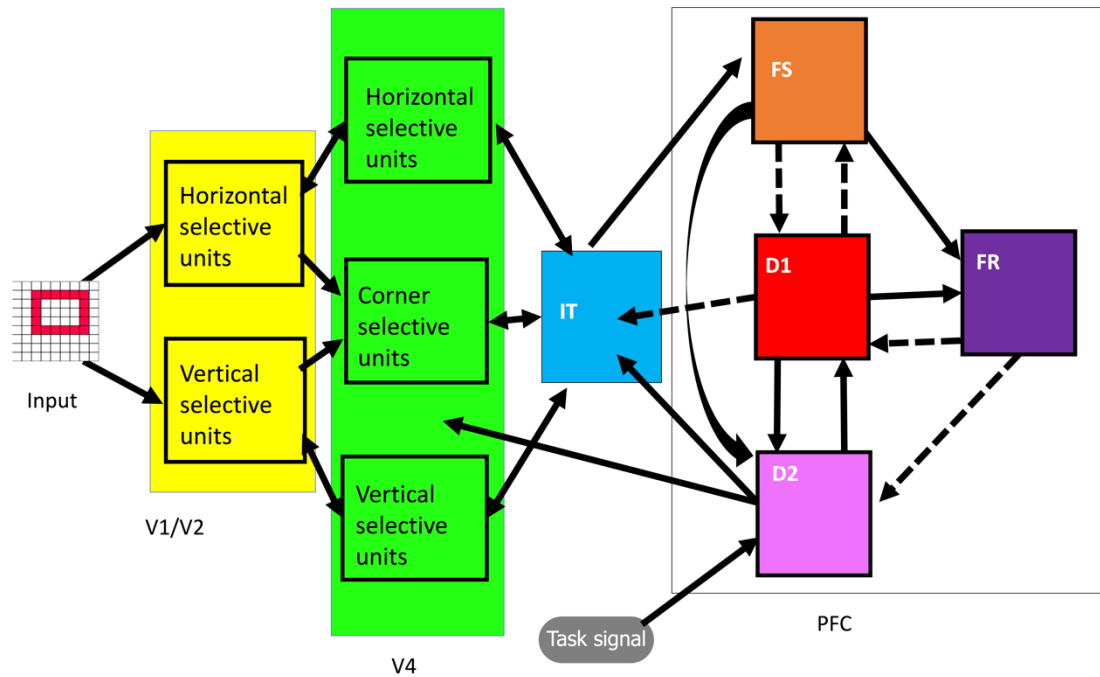 Input
Horizontal
selective
units
Vertical
selective
units
V1/V2
Horizontal
selective
units
Corner
selective
units
Vertical
selective
units
V4
IT
Task signal
FS
D1
FR
D2
PFC